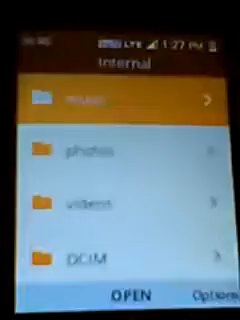 LTE 1:27 PM
Internal
music
photos
videos
DCIM
OPEN Options